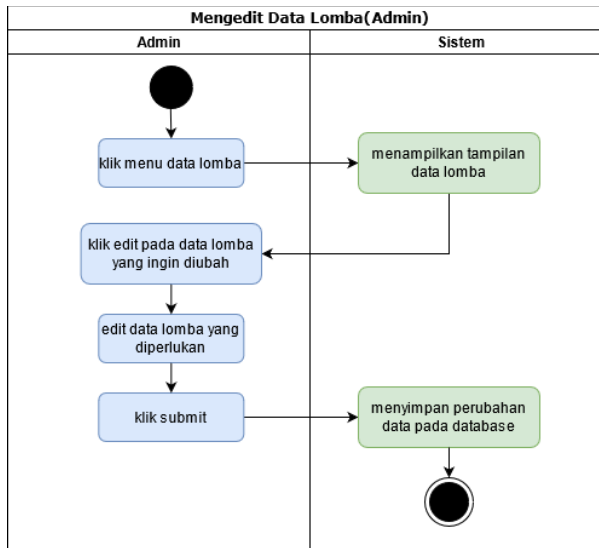 Mengedit Data Lomba(Admin)
Admin
Sistem
klik menu data lomba
menampilkan tampilan
data lomba
klik edit pada data lomba
yang ingin diubah
edit data lomba yang
diperlukan
klik submit
menyimpan perubahan
data pada database